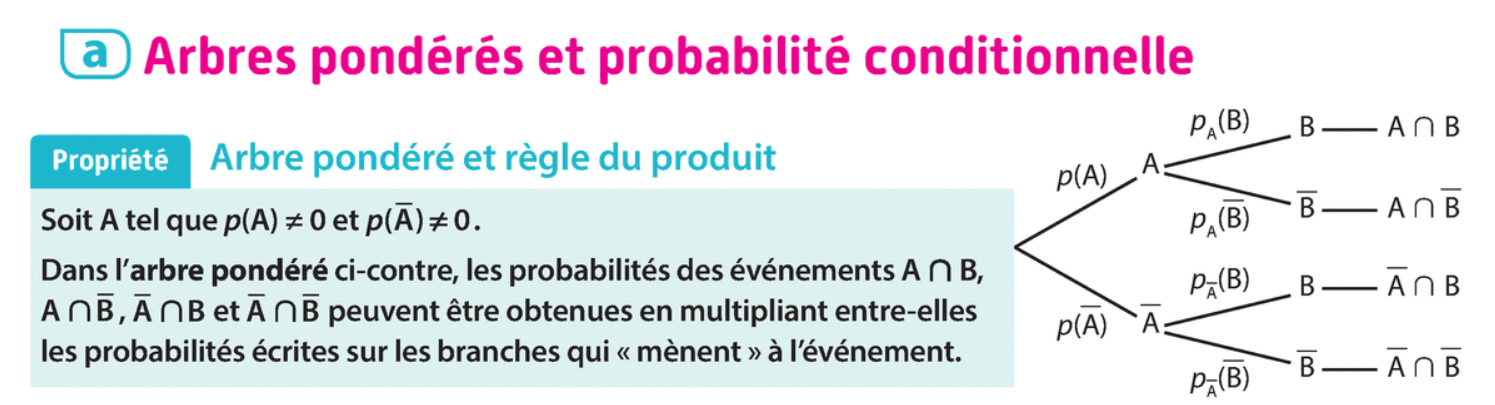 a Arbres pondérés et probabilité conditionnelle
Propriété Arbre pondéré et règle du produit
Soit A tel que p(A) ≠ 0 et p(A̅) ≠ 0.
Dans l’arbre pondéré ci-contre, les probabilités des événements A ∩ B,
A ∩ B̅, A̅ ∩ B et A̅ ∩ B̅ peuvent être obtenues en multipliant entre-elles
les probabilités écrites sur les branches qui « mènent » à l’événement.
p_A(B) B A ∩ B
p(A) A
p_A(B̅) B̅ A ∩ B̅
p_A̅(B) B A̅ ∩ B
p(A̅) A̅
p_A̅(B̅) B̅ A̅ ∩ B̅